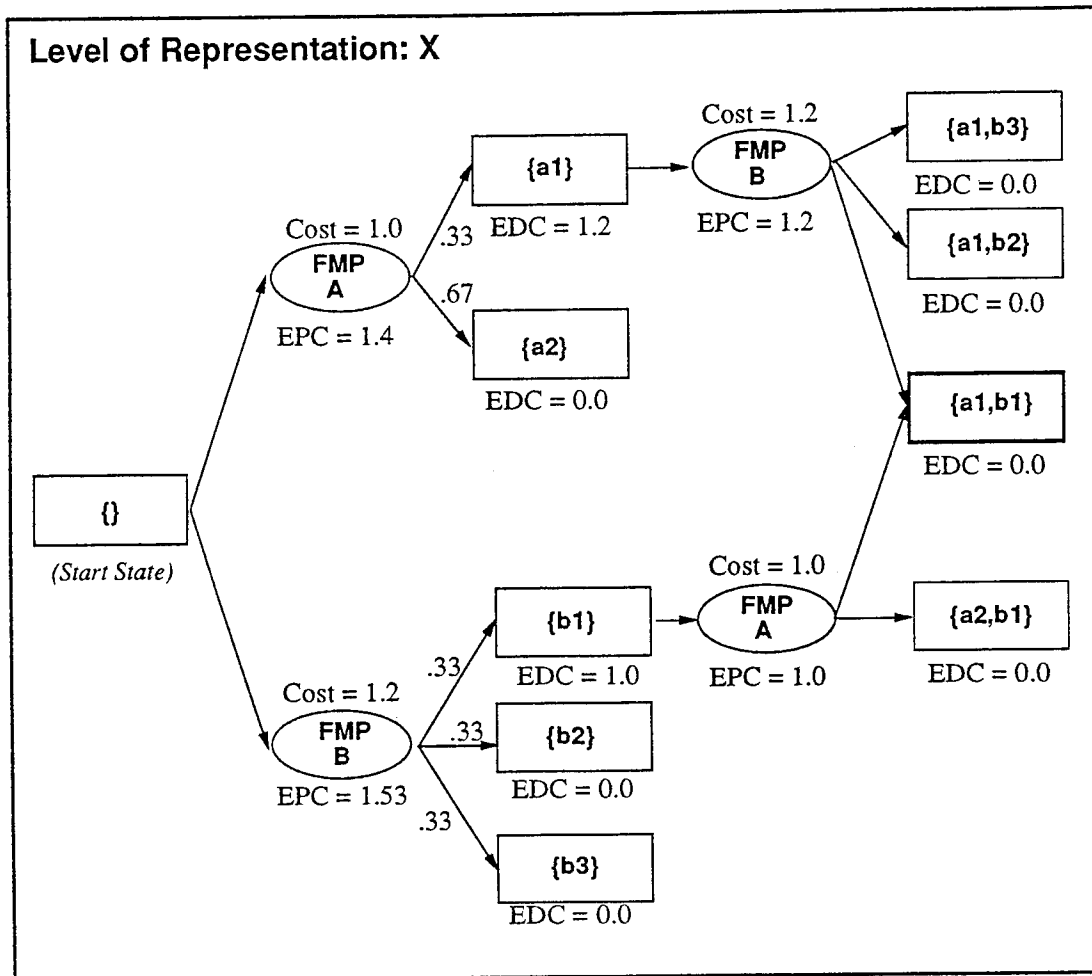 Level of Representation: X
Cost = 1.2
{a1,b3}
FMP
B
{a1}
EDC = 0.0
EDC = 1.2
EPC = 1.2
Cost = 1.0
.33
{a1,b2}
FMP
A
.67
EDC = 0.0
EPC = 1.4
{a2}
EDC = 0.0
{a1,b1}
EDC = 0.0
{}
(Start State)
Cost = 1.0
FMP
A
{a2,b1}
{b1}
.33
EDC = 1.0
EPC = 1.0
EDC = 0.0
Cost = 1.2
FMP
B
.33
{b2}
EPC = 1.53
EDC = 0.0
.33
{b3}
EDC = 0.0